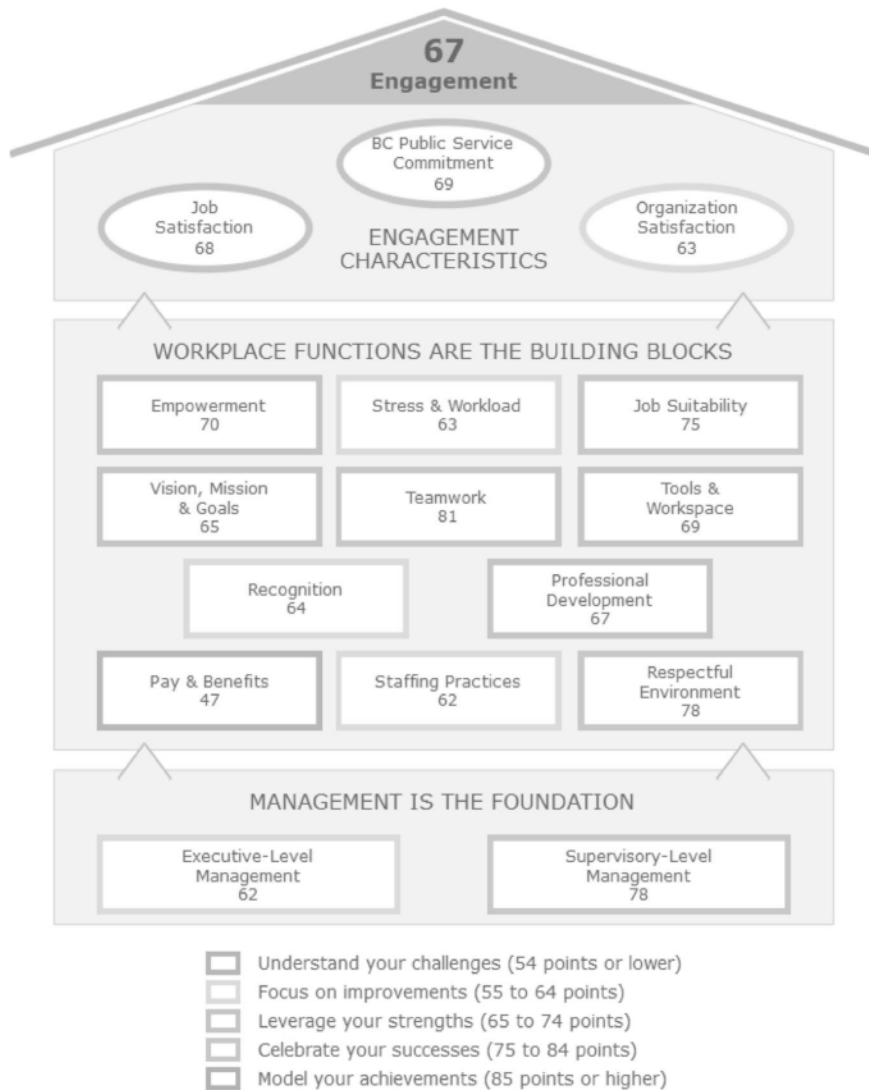 67
Engagement
BC Public Service
Commitment
69
Job
Satisfaction
68
Organization
Satisfaction
63
ENGAGEMENT
CHARACTERISTICS
WORKPLACE FUNCTIONS ARE THE BUILDING BLOCKS
Empowerment
70
Stress & Workload
63
Job Suitability
75
Vision, Mission
& Goals
65
Teamwork
81
Tools &
Workspace
69
Recognition
64
Professional
Development
67
Pay & Benefits
47
Staffing Practices
62
Respectful
Environment
78
MANAGEMENT IS THE FOUNDATION
Executive-Level
Management
62
Supervisory-Level
Management
78
Understand your challenges (54 points or lower)
Focus on improvements (55 to 64 points)
Leverage your strengths (65 to 74 points)
Celebrate your successes (75 to 84 points)
Model your achievements (85 points or higher)